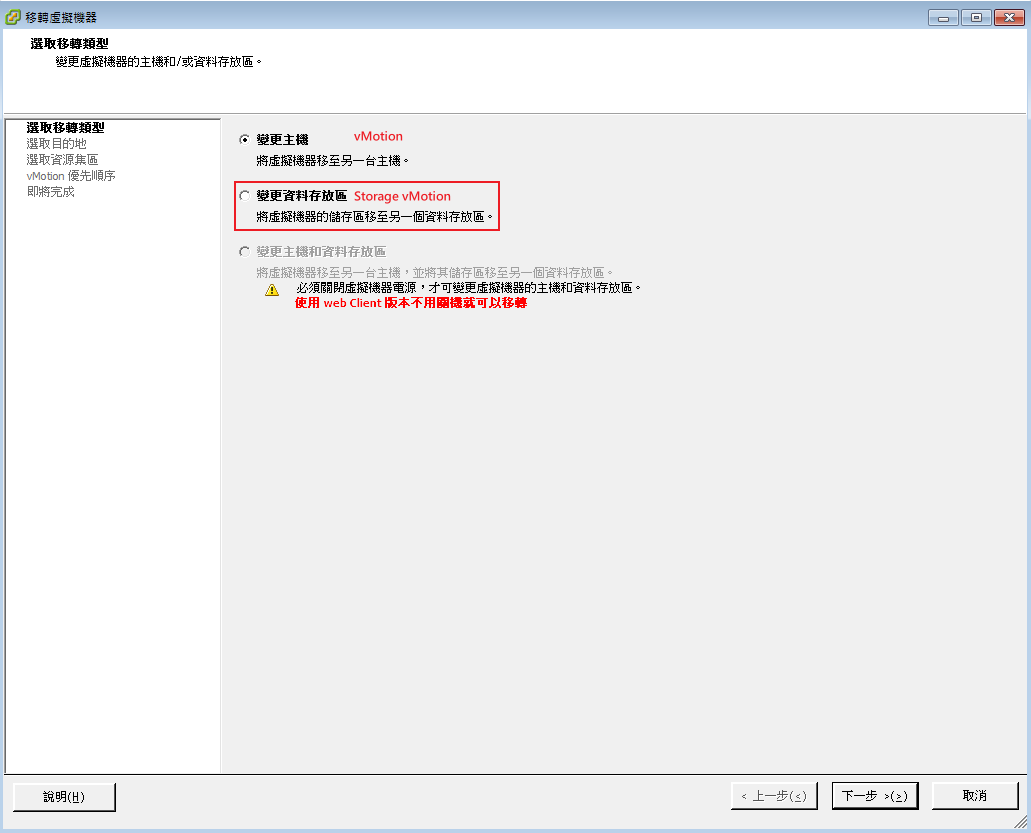 移轉虛擬機器
選取移轉類型
變更虛擬機器的主機和/或資料存放區。
選取移轉類型
選取目的地
選取資源集區
vMotion 優先順序
即將完成
變更主機 vMotion
將虛擬機器移至另一台主機。
變更資料存放區 Storage vMotion
將虛擬機器的儲存區移至另一個資料存放區。
變更主機和資料存放區
將虛擬機器移至另一台主機，並將其儲存區移至另一個資料存放區。
必須關閉虛擬機器電源，才可變更虛擬機器的主機和資料存放區。
使用 web Client 版本不用關機就可以移轉
說明(H)
< 上一步(<)
下一步 >(>)
取消